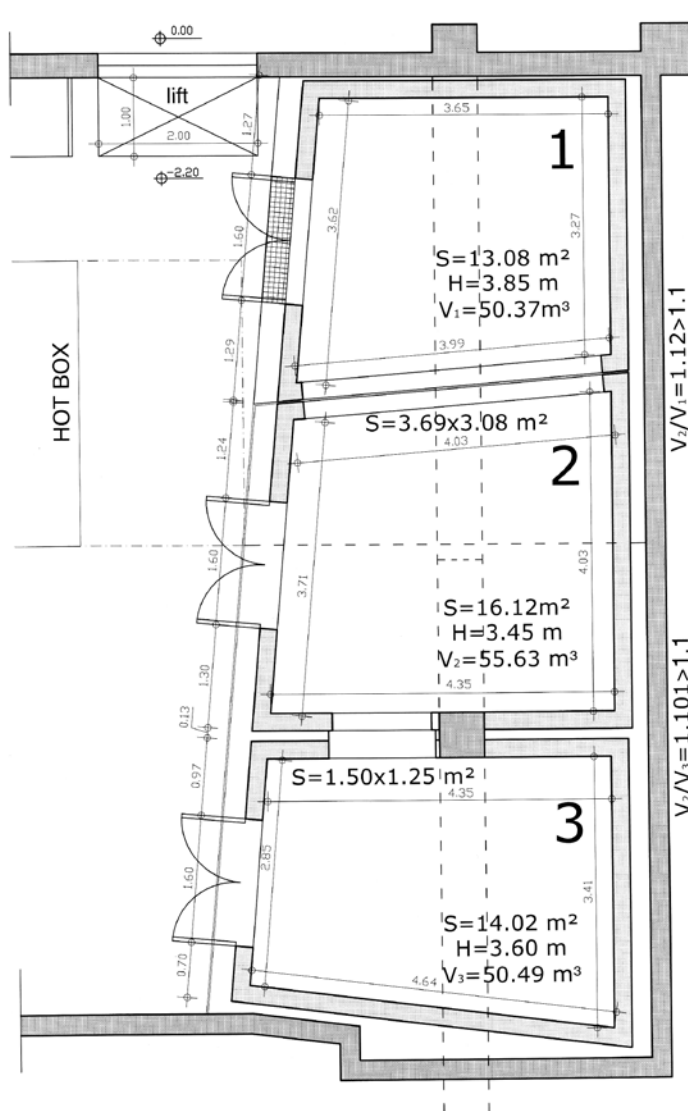 0.00
lift
1.00
2.00
1.27
-2.20
3.65
1
3.62
3.27
1.60
S=13.08 m²
H=3.85 m
V₁=50.37m³
1.29
3.99
HOT BOX
V₂/V₁=1.12>1.1
S=3.69x3.08 m²
4.03
2
1.24
3.71
4.03
1.60
S=16.12m²
H=3.45 m
V₂=55.63 m³
1.30
4.35
0.13
V₂/V₃=1.101>1.1
S=1.50x1.25 m²
0.97
4.35
3
2.85
3.41
1.60
S=14.02 m²
H=3.60 m
V₃=50.49 m³
0.70
4.64